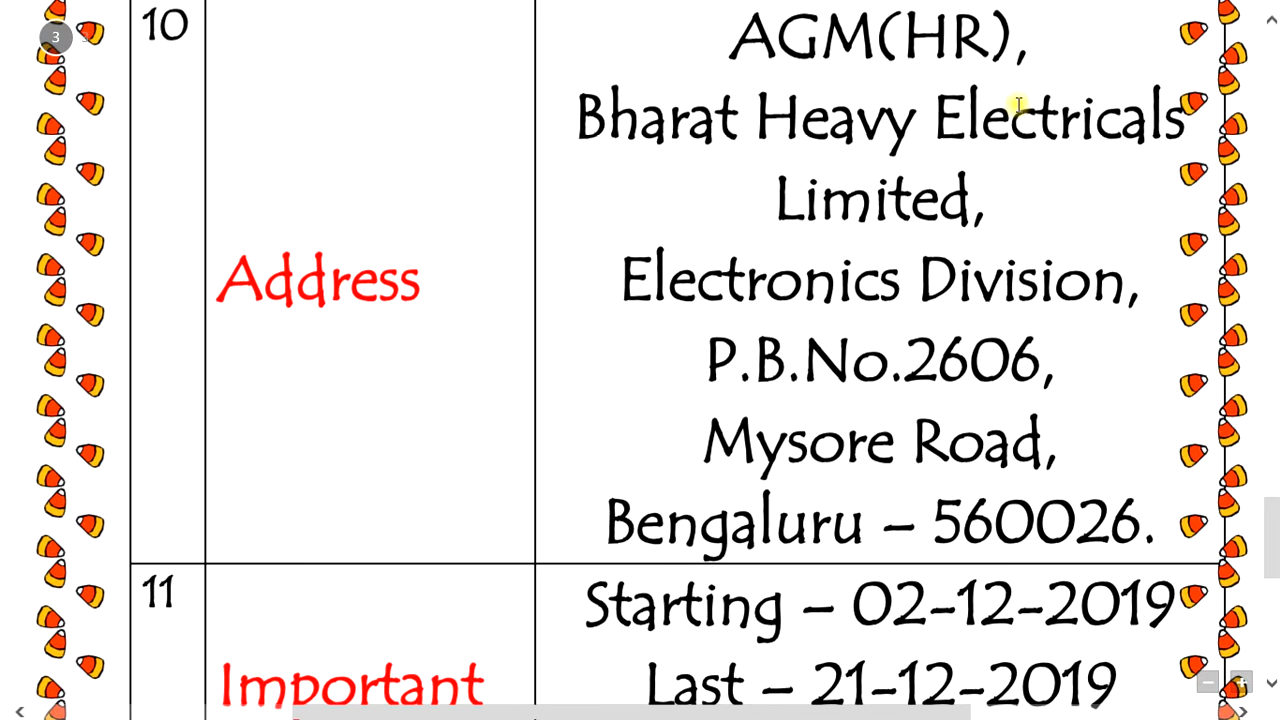 3
10
AGM(HR),
Bharat Heavy Electricals
Limited,
Address
Electronics Division,
P.B.No.2606,
Mysore Road,
Bengaluru – 560026.
11
Starting – 02-12-2019
Important
Last – 21-12-2019